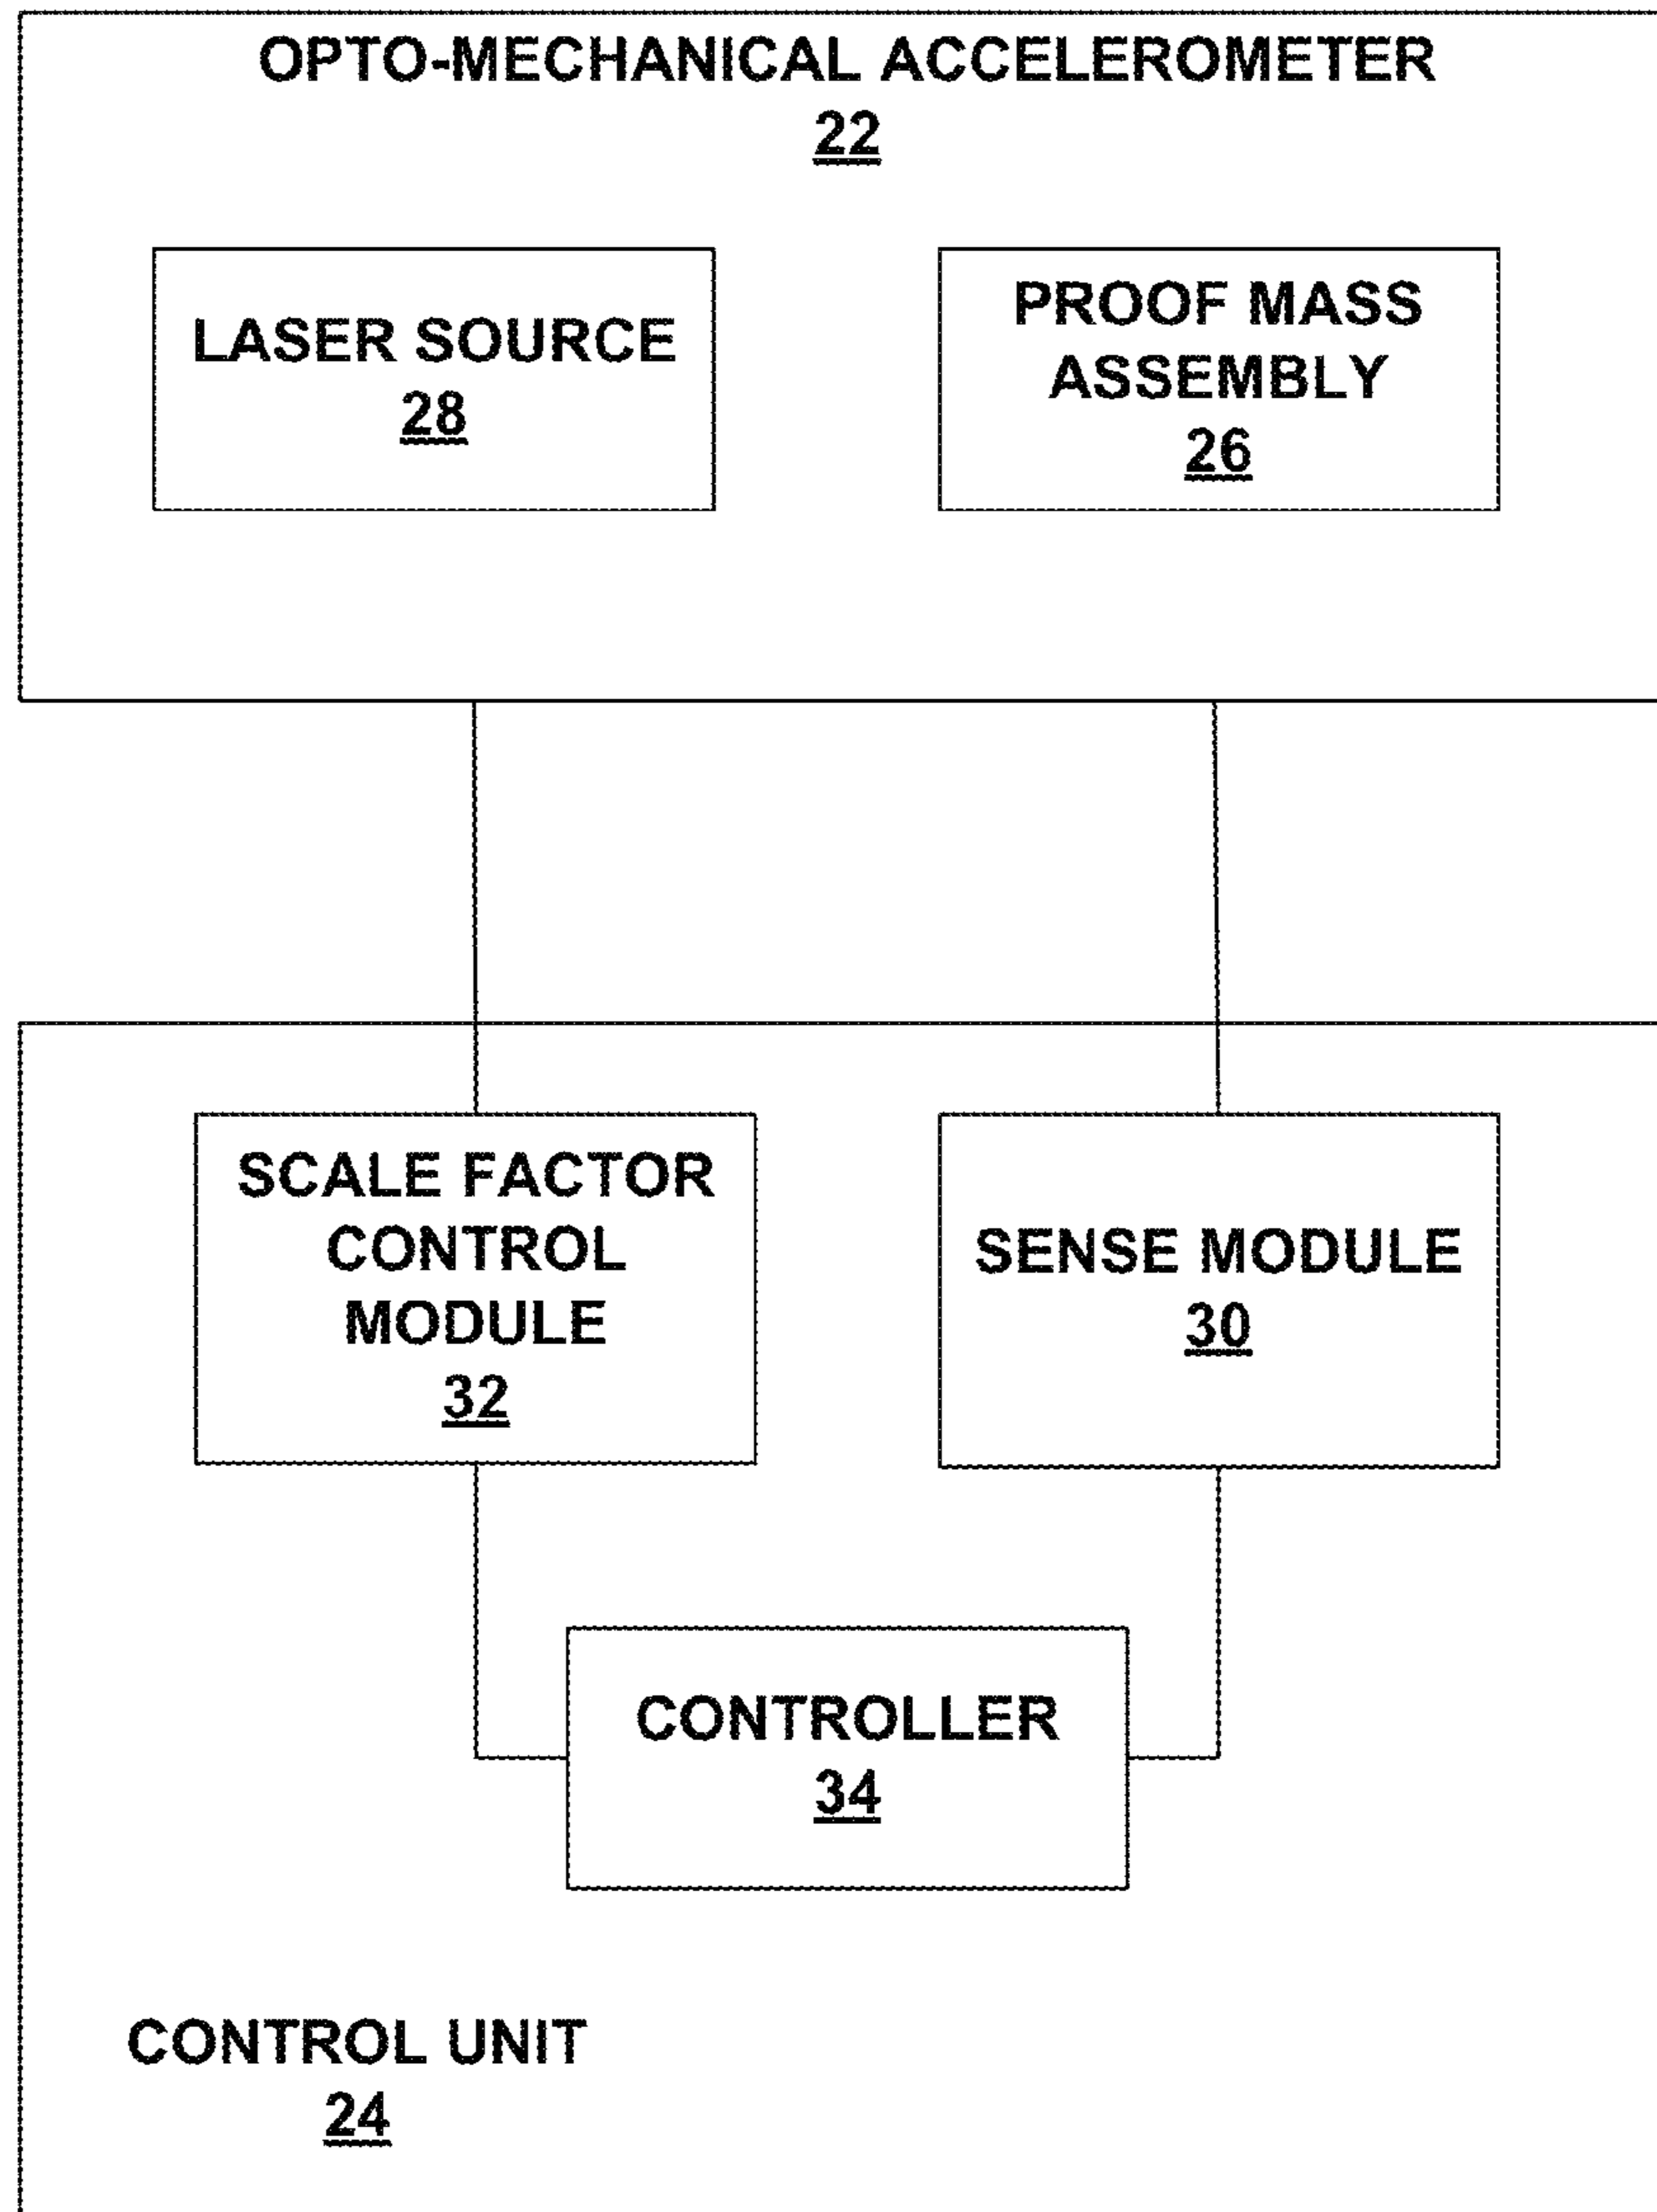 OPTO-MECHANICAL ACCELEROMETER
22
LASER SOURCE
28
PROOF MASS
ASSEMBLY
26
SCALE FACTOR
CONTROL
MODULE
32
SENSE MODULE
30
CONTROLLER
34
CONTROL UNIT
24